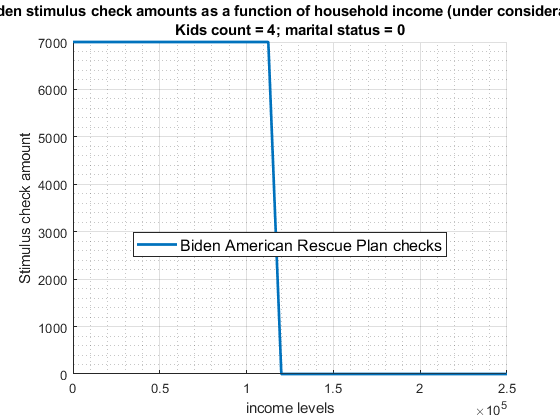 den stimulus check amounts as a function of household income (under considera
Kids count = 4; marital status = 0
7000
6000
5000
4000
3000
2000
1000
0
Stimulus check amount
Biden American Rescue Plan checks
0 0.5 1 1.5 2 2.5
×10^5
income levels